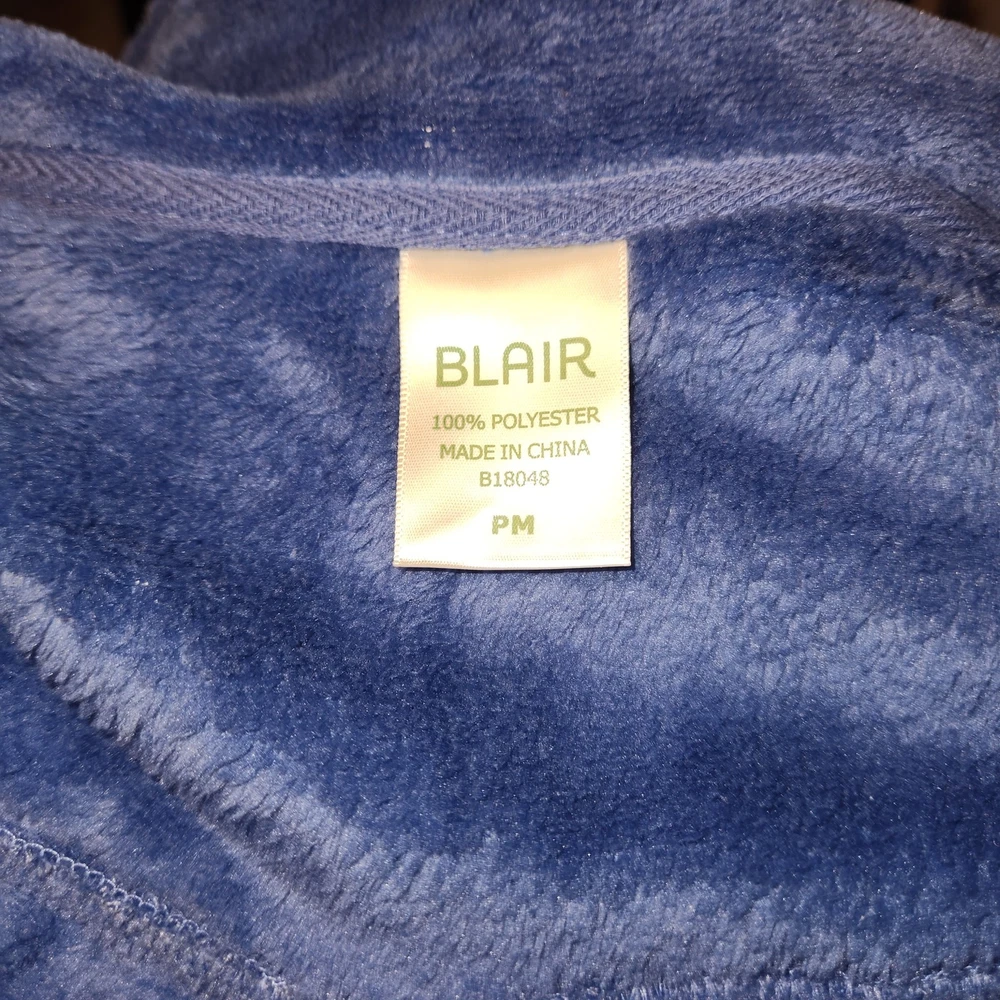 BLAIR
100% POLYESTER
MADE IN CHINA
B18048
PM